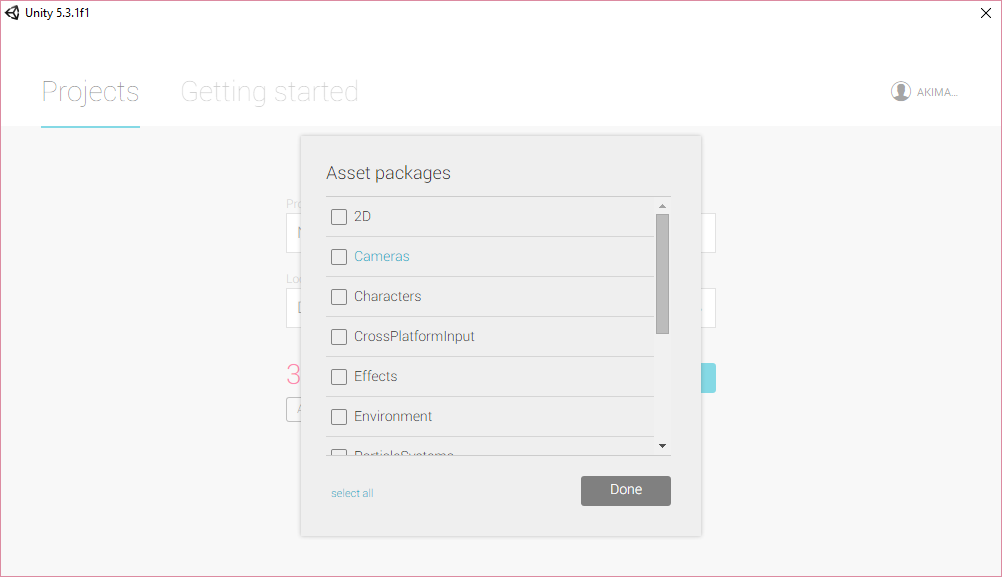 Unity 5.3.1f1
Projects
Getting started
AKIMA...
Asset packages
2D
Cameras
Characters
CrossPlatformInput
Effects
Environment
ParticleSystems
select all
Done